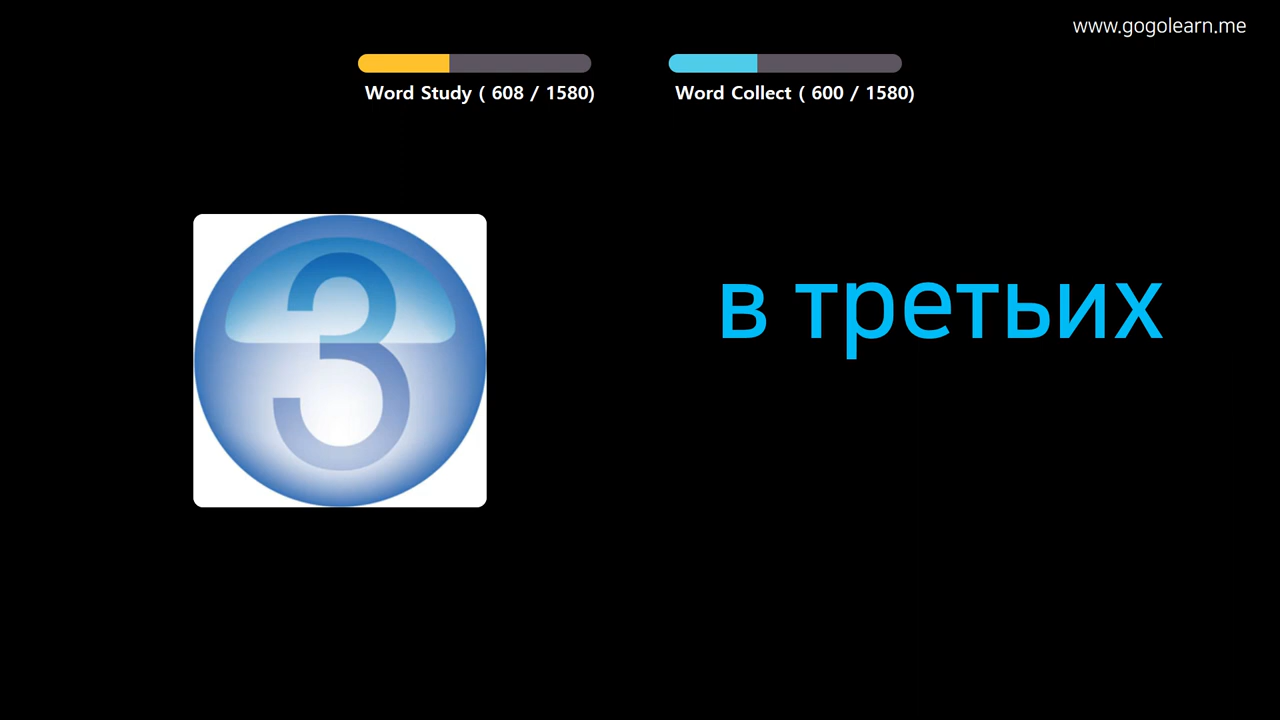 www.gogolearn.me
Word Study ( 608 / 1580)
Word Collect ( 600 / 1580)
3
в третьих